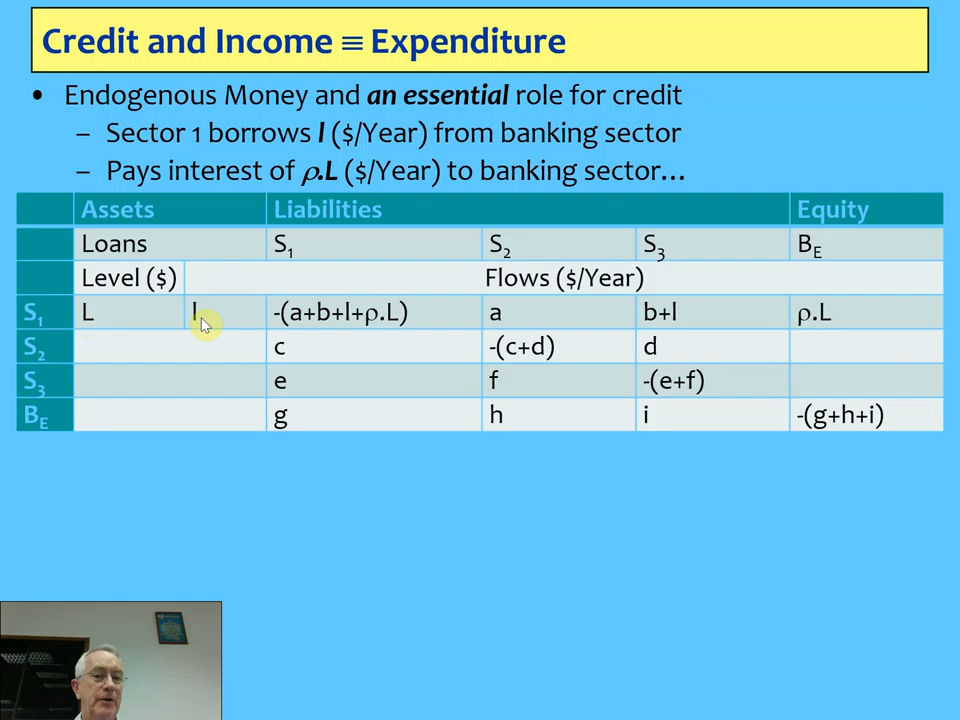 Credit and Income ≡ Expenditure
• Endogenous Money and an essential role for credit
– Sector 1 borrows l ($/Year) from banking sector
– Pays interest of ρ.L ($/Year) to banking sector…
Assets Liabilities Equity
Loans S1 S2 S3 BE
Level ($) Flows ($/Year)
S1 L l -(a+b+l+ρ.L) a b+l ρ.L
S2 c -(c+d) d
S3 e f -(e+f)
BE g h i -(g+h+i)